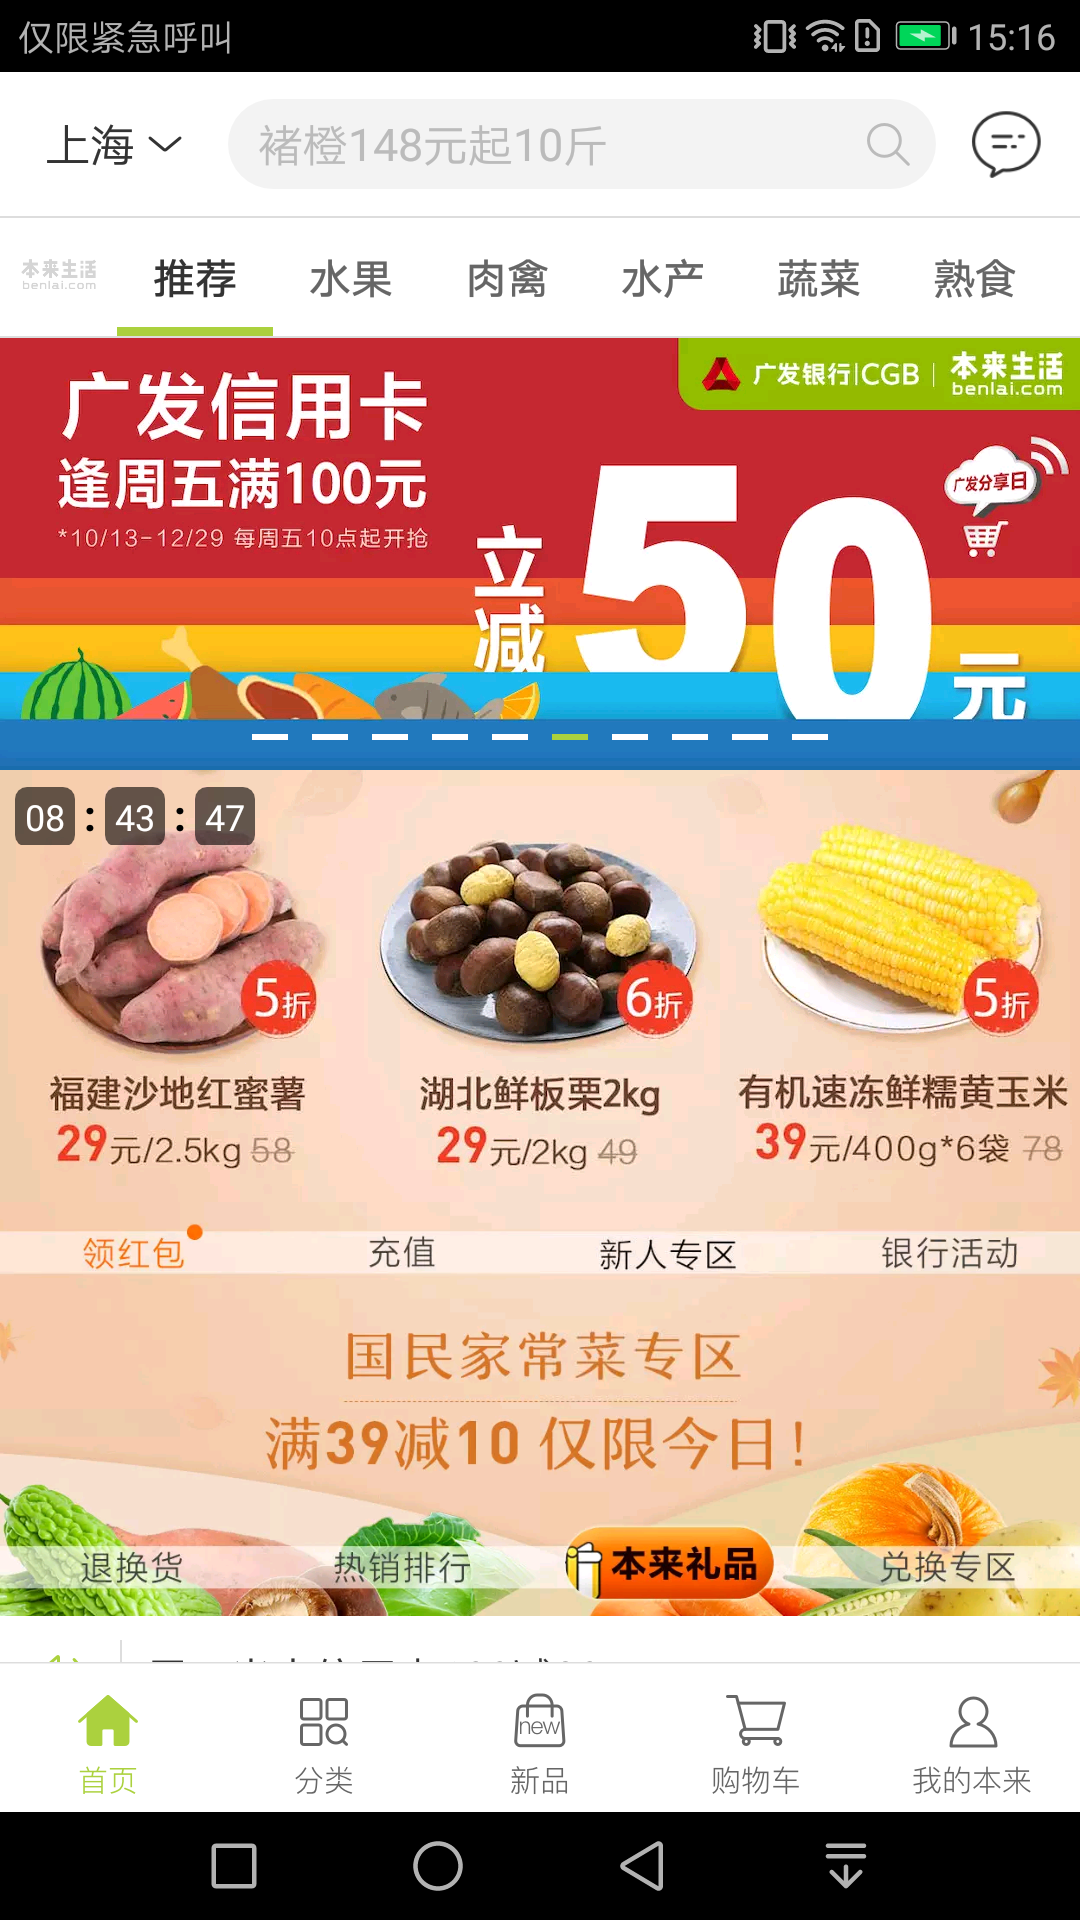 仅限紧急呼叫
15:16
上海
褚橙148元起10斤
本来生活
benlai.com
推荐
水果
肉禽
水产
蔬菜
熟食
广发银行|CGB
本来生活
benlai.com
广发信用卡
逢周五满100元
*10/13-12/29 每周五10点起开抢
立减
50
元
广发分享日
08 : 43 : 47
5折
6折
5折
福建沙地红蜜薯
湖北鲜板栗2kg
有机速冻鲜糯黄玉米
29元/2.5kg 58
29元/2kg 49
39元/400g*6袋 78
领红包
充值
新人专区
银行活动
国民家常菜专区
满39减10 仅限今日!
退换货
热销排行
本来礼品
兑换专区
new
首页
分类
新品
购物车
我的本来